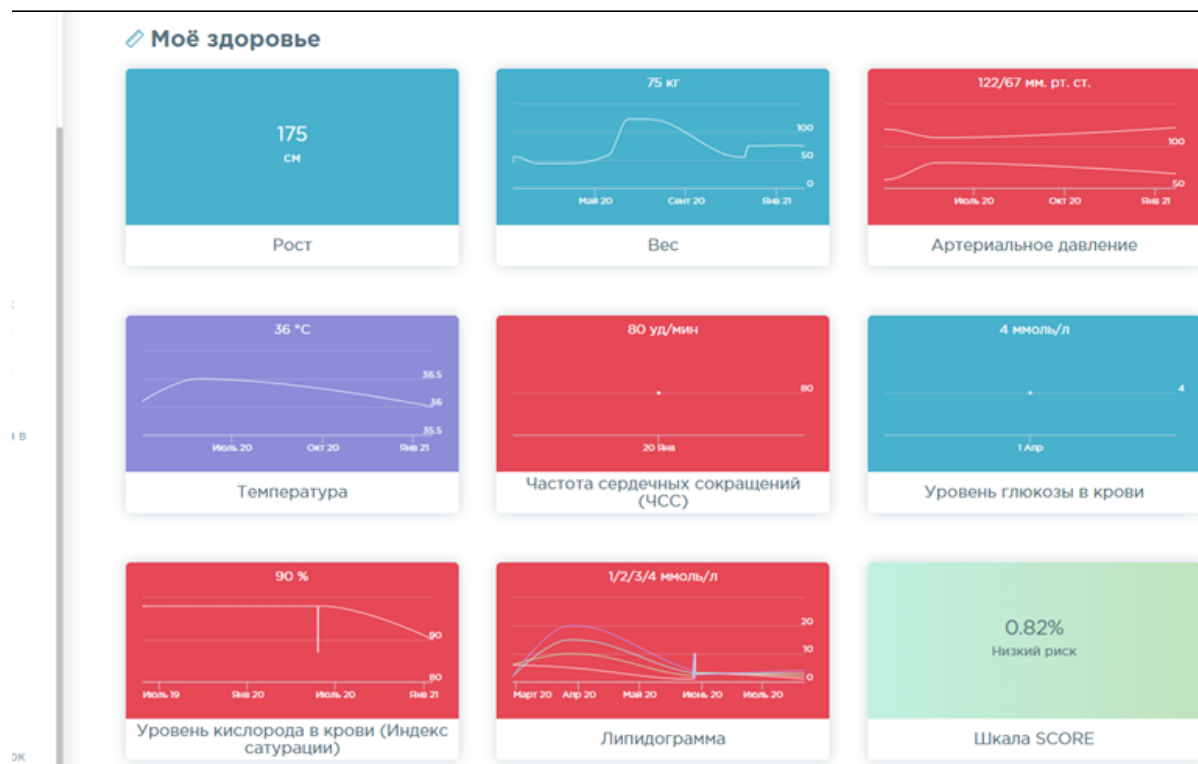 Моё здоровье
175
см
Рост
75 кг
100
50
0
Май 20 Сент 20 Янв 21
Вес
122/67 мм. рт. ст.
100
50
Июль 20 Окт 20 Янв 21
Артериальное давление
36 °C
36.5
36
35.5
Июль 20 Окт 20 Янв 21
Температура
80 уд/мин
80
20 Янв
Частота сердечных сокращений
(ЧСС)
4 ммоль/л
4
1 Апр
Уровень глюкозы в крови
90 %
90
80
Июль 19 Янв 20 Июль 20 Янв 21
Уровень кислорода в крови (Индекс
сатурации)
1/2/3/4 ммоль/л
20
10
0
Март 20 Апр 20 Май 20 Июнь 20 Июль 20
Липидограмма
0.82%
Низкий риск
Шкала SCORE